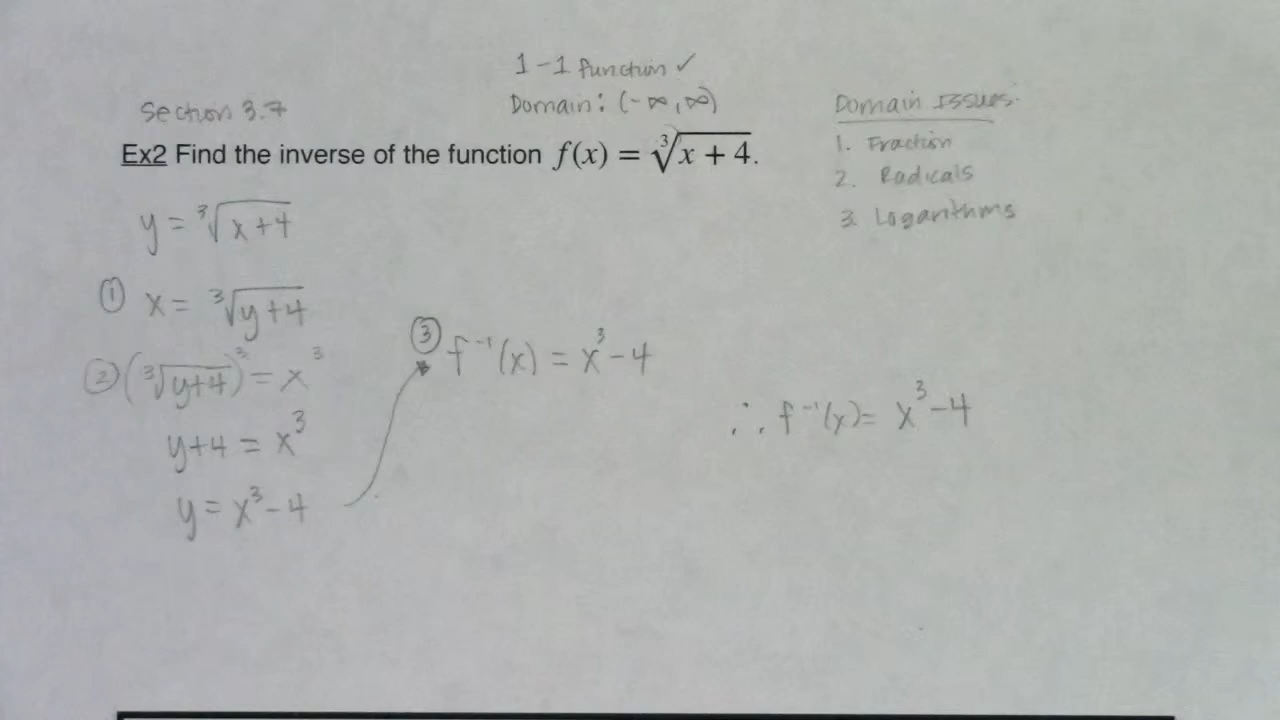 Section 3.7
1-1 function ✓
Domain: (-∞, ∞)
Ex2 Find the inverse of the function f(x) = ∛(x + 4).
Domain Issues:
1. Fraction
2. Radicals
3. Logarithms
y = ∛(x+4)
① x = ∛(y+4)
② (∛(y+4))³ = x³
y+4 = x³
y = x³ - 4
③ f⁻¹(x) = x³ - 4
∴ f⁻¹(x) = x³ - 4